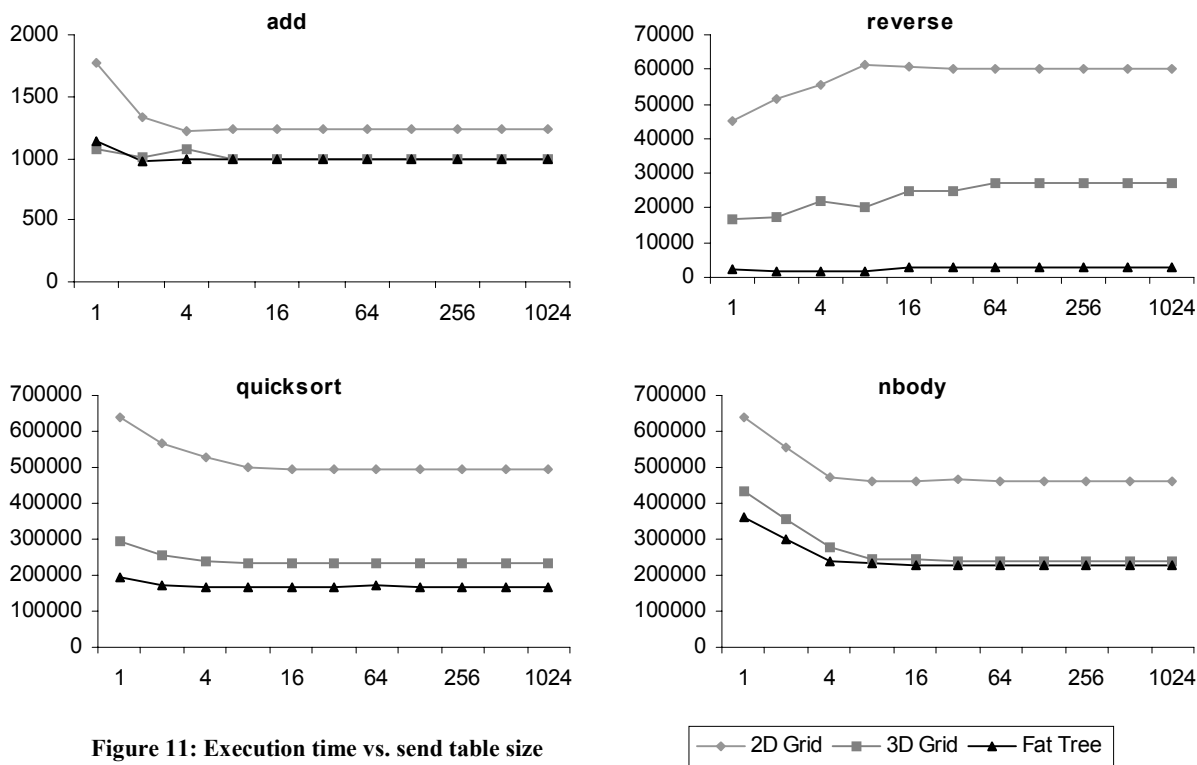 add
2000
1500
1000
500
0
1 4 16 64 256 1024
reverse
70000
60000
50000
40000
30000
20000
10000
0
1 4 16 64 256 1024
quicksort
700000
600000
500000
400000
300000
200000
100000
0
1 4 16 64 256 1024
nbody
700000
600000
500000
400000
300000
200000
100000
0
1 4 16 64 256 1024
Figure 11: Execution time vs. send table size
2D Grid 3D Grid Fat Tree